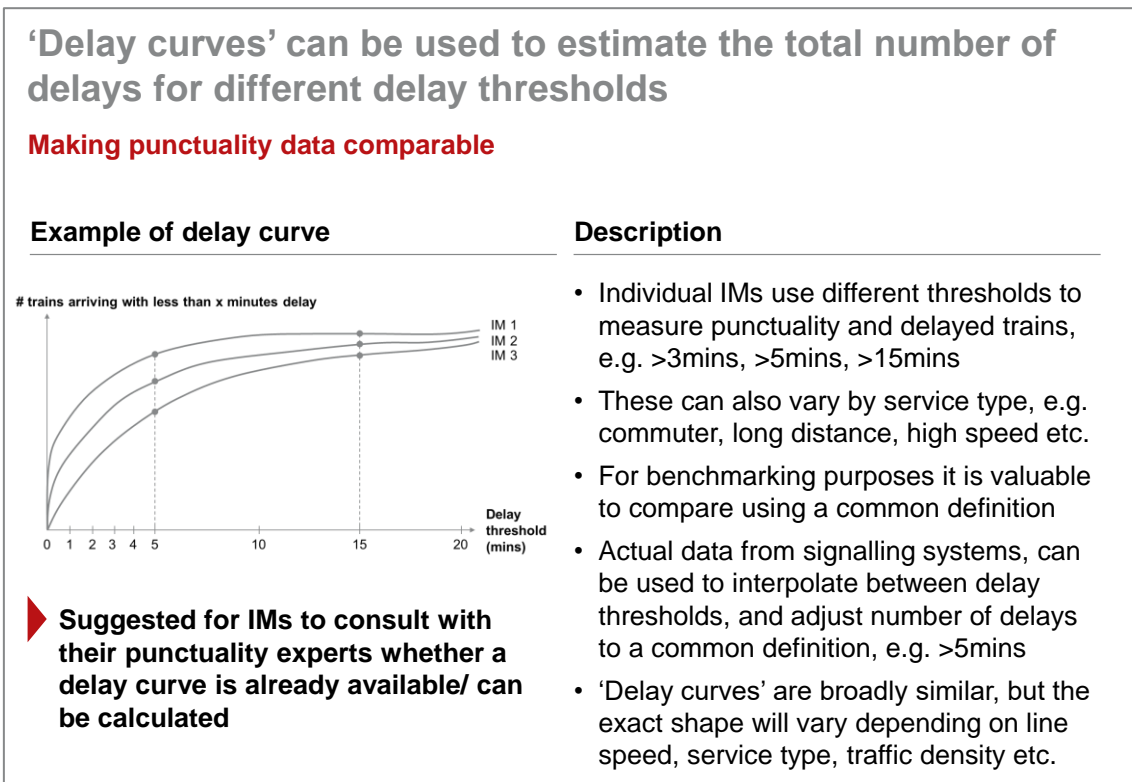 ‘Delay curves’ can be used to estimate the total number of
delays for different delay thresholds
Making punctuality data comparable
Example of delay curve
# trains arriving with less than x minutes delay
IM 1
IM 2
IM 3
Delay
threshold
(mins)
0 1 2 3 4 5 10 15 20
Suggested for IMs to consult with
their punctuality experts whether a
delay curve is already available/ can
be calculated
Description
• Individual IMs use different thresholds to
measure punctuality and delayed trains,
e.g. >3mins, >5mins, >15mins
• These can also vary by service type, e.g.
commuter, long distance, high speed etc.
• For benchmarking purposes it is valuable
to compare using a common definition
• Actual data from signalling systems, can
be used to interpolate between delay
thresholds, and adjust number of delays
to a common definition, e.g. >5mins
• ‘Delay curves’ are broadly similar, but the
exact shape will vary depending on line
speed, service type, traffic density etc.